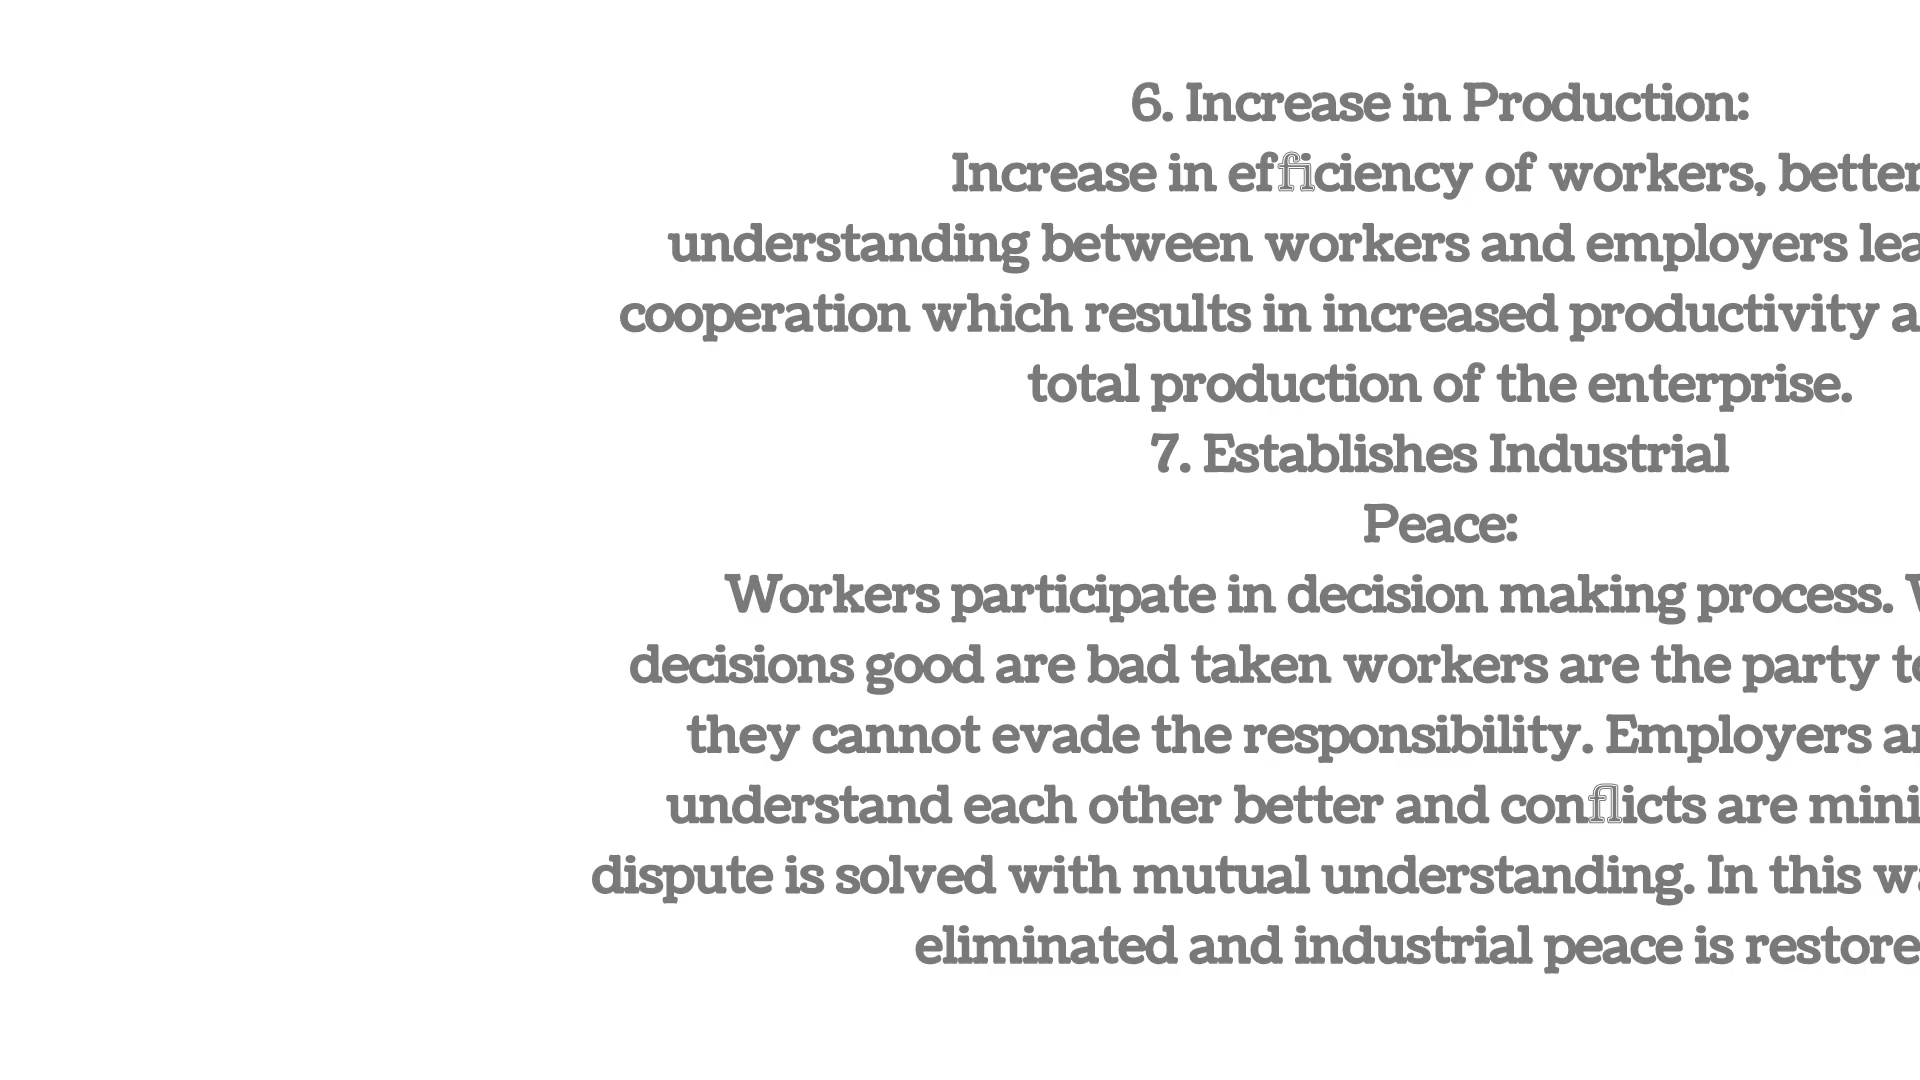 6. Increase in Production:
Increase in efficiency of workers, better
understanding between workers and employers
cooperation which results in increased productivity
total production of the enterprise.
7. Establishes Industrial
Peace:
Workers participate in decision making process.
decisions good are bad taken workers are the party
they cannot evade the responsibility. Employers
understand each other better and conflicts are
dispute is solved with mutual understanding. In this
eliminated and industrial peace is